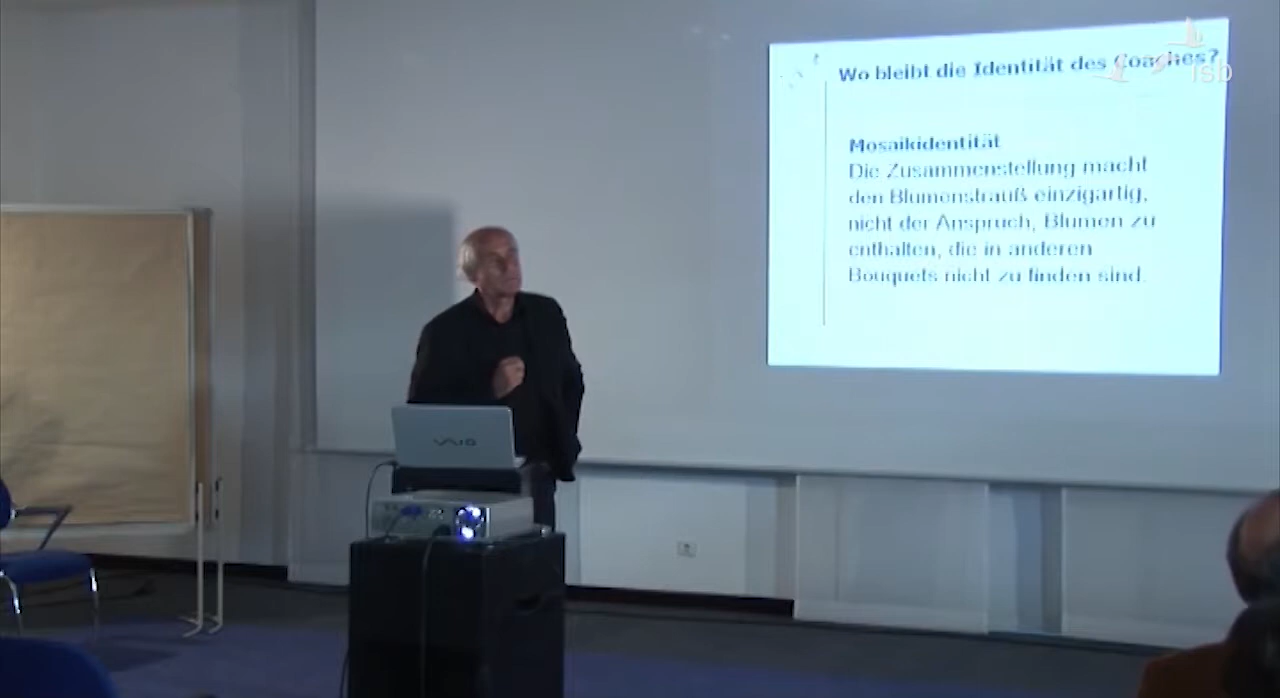 Wo bleibt die Identität des Coaches?
isb
Mosaikidentität
Die Zusammenstellung macht
den Blumenstrauß einzigartig,
nicht der Anspruch, Blumen zu
enthalten, die in anderen
Bouquets nicht zu finden sind.
VAIO